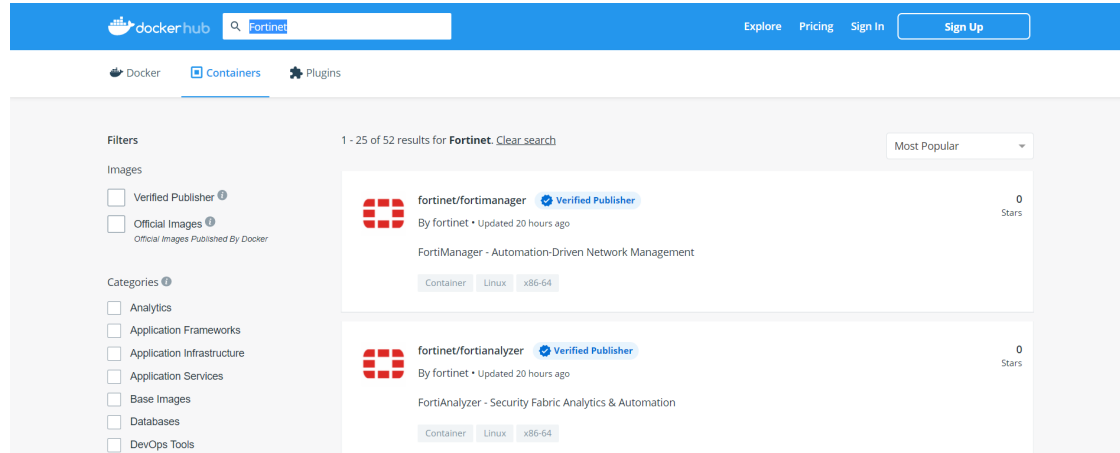 dockerhub
Fortinet
Explore Pricing Sign In Sign Up
Docker Containers Plugins
Filters
Images
Verified Publisher
Official Images
Official Images Published By Docker
Categories
Analytics
Application Frameworks
Application Infrastructure
Application Services
Base Images
Databases
DevOps Tools
1 - 25 of 52 results for Fortinet. Clear search
Most Popular
fortinet/fortimanager Verified Publisher
0
Stars
By fortinet • Updated 20 hours ago
FortiManager - Automation-Driven Network Management
Container Linux x86-64
fortinet/fortianalyzer Verified Publisher
0
Stars
By fortinet • Updated 20 hours ago
FortiAnalyzer - Security Fabric Analytics & Automation
Container Linux x86-64